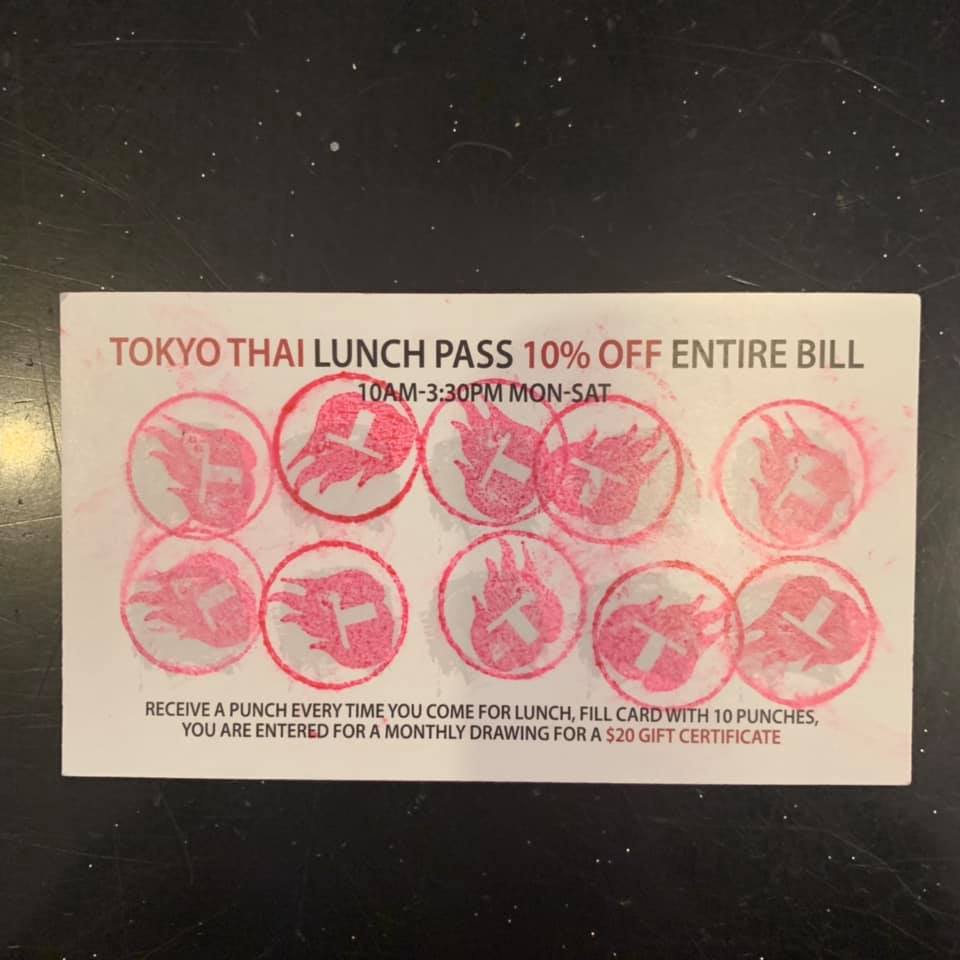 TOKYO THAI LUNCH PASS 10% OFF ENTIRE BILL
10AM-3:30PM MON-SAT
RECEIVE A PUNCH EVERY TIME YOU COME FOR LUNCH, FILL CARD WITH 10 PUNCHES,
YOU ARE ENTERED FOR A MONTHLY DRAWING FOR A $20 GIFT CERTIFICATE